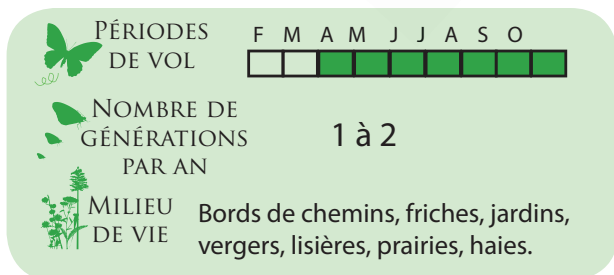 Périodes
de vol
F M A M J J A S O
Nombre de
générations
par an
1 à 2
Milieu
de vie
Bords de chemins, friches, jardins,
vergers, lisières, prairies, haies.